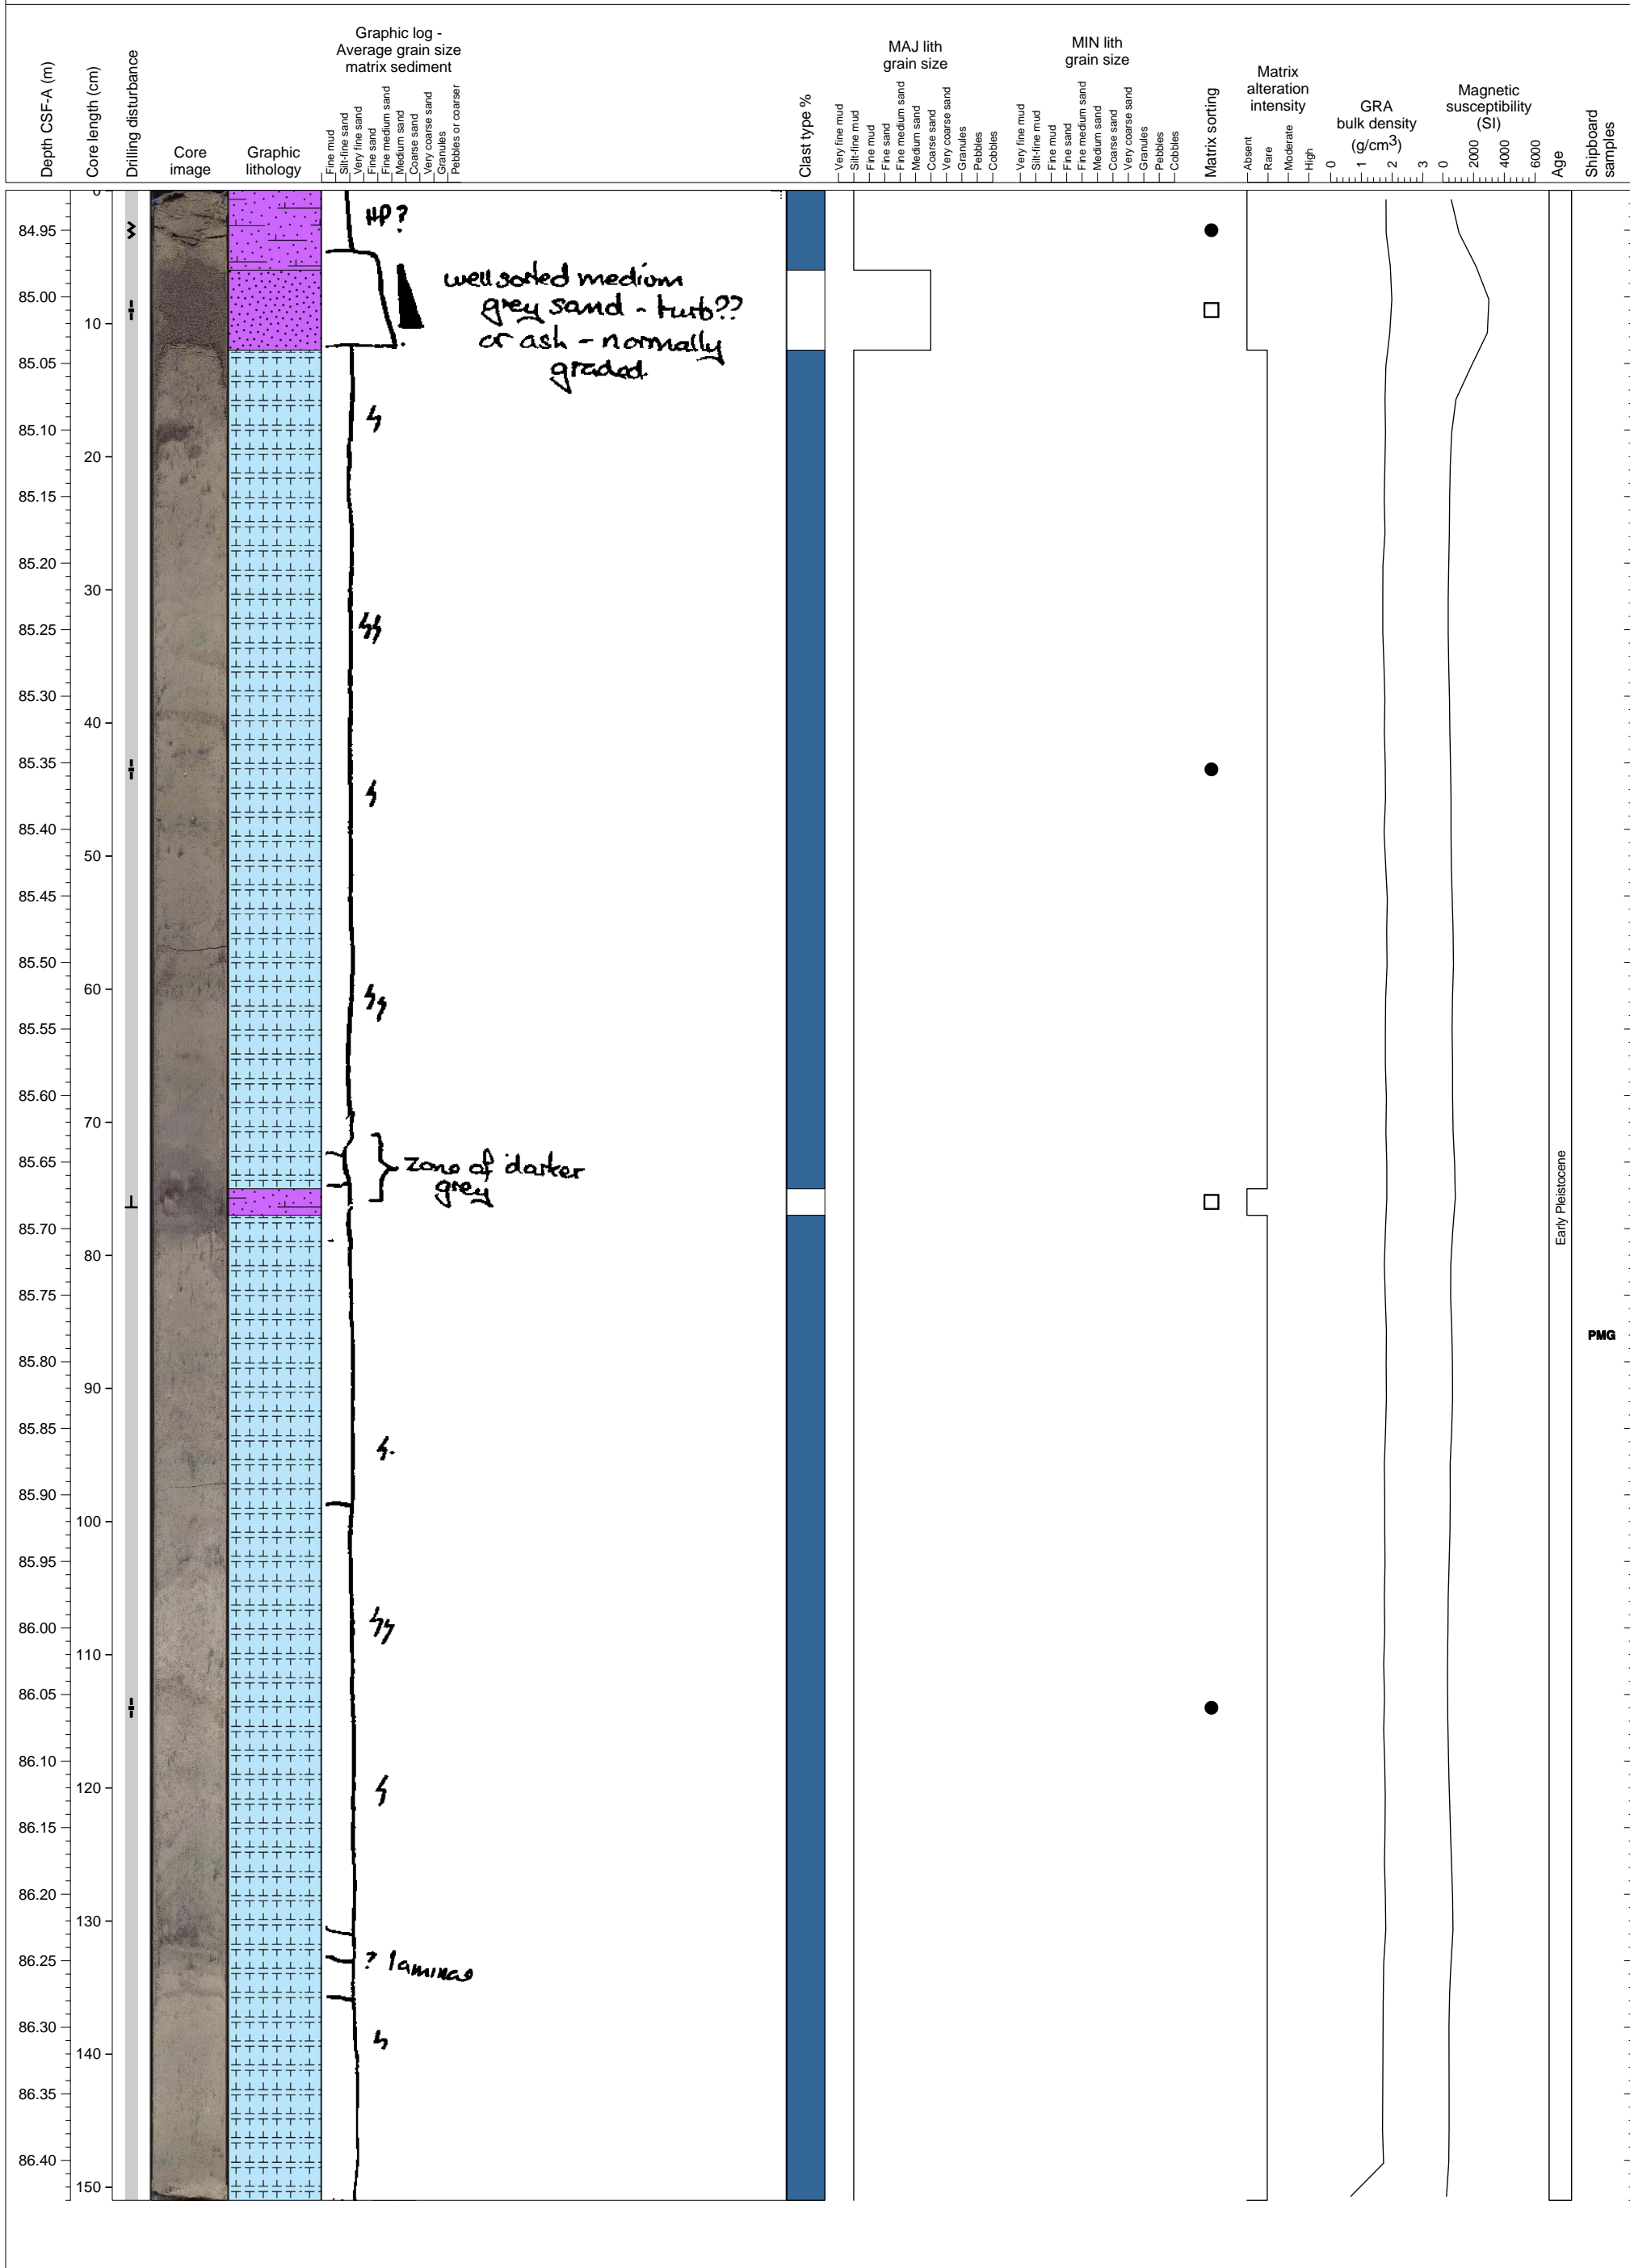 Depth CSF-A (m)
Core length (cm)
Drilling disturbance
Core
image
Graphic
lithology
Graphic log -
Average grain size
matrix sediment
Fine mud
Silt-fine sand
Very fine sand
Fine sand
Fine medium sand
Medium sand
Coarse sand
Very coarse sand
Granules
Pebbles or coarser
Clast type %
MAJ lith
grain size
Very fine mud
Silt-fine mud
Fine mud
Fine sand
Fine medium sand
Medium sand
Coarse sand
Very coarse sand
Granules
Pebbles
Cobbles
MIN lith
grain size
Very fine mud
Silt-fine mud
Fine mud
Fine sand
Fine medium sand
Medium sand
Coarse sand
Very coarse sand
Granules
Pebbles
Cobbles
Matrix sorting
Matrix
alteration
intensity
Absent
Rare
Moderate
High
GRA
bulk density
(g/cm3)
0 1 2 3
Magnetic
susceptibility
(SI)
0 2000 4000 6000
Age
Shipboard
samples
84.95
85.00
85.05
85.10
85.15
85.20
85.25
85.30
85.35
85.40
85.45
85.50
85.55
85.60
85.65
85.70
85.75
85.80
85.85
85.90
85.95
86.00
86.05
86.10
86.15
86.20
86.25
86.30
86.35
86.40
0
10
20
30
40
50
60
70
80
90
100
110
120
130
140
150
HP?
well sorted medium
grey sand - turb??
or ash - normally
graded
zone of darker
grey
? laminae
Early Pleistocene
PMG